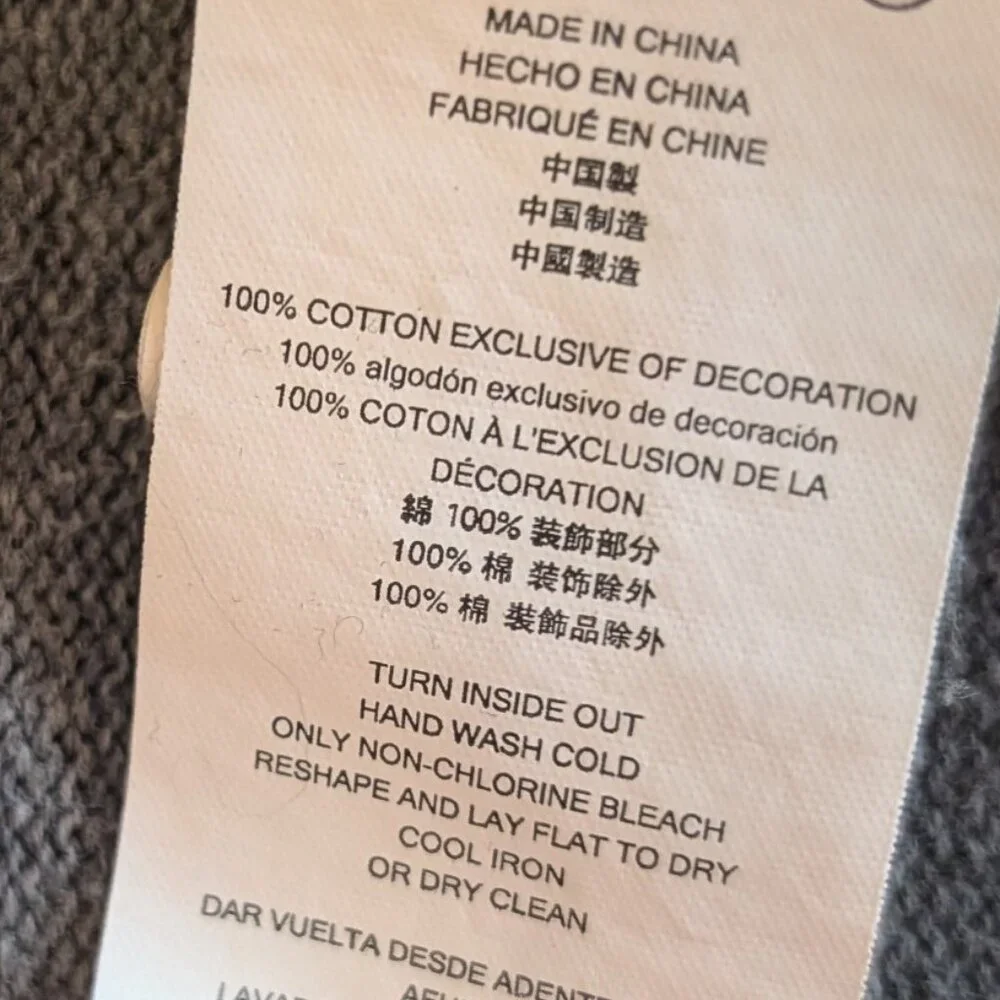 MADE IN CHINA
HECHO EN CHINA
FABRIQUÉ EN CHINE
中国製
中国制造
中國製造
100% COTTON EXCLUSIVE OF DECORATION
100% algodón exclusivo de decoración
100% COTON À L'EXCLUSION DE LA
DÉCORATION
綿 100% 装飾部分
100% 棉 装饰除外
100% 棉 裝飾品除外
TURN INSIDE OUT
HAND WASH COLD
ONLY NON-CHLORINE BLEACH
RESHAPE AND LAY FLAT TO DRY
COOL IRON
OR DRY CLEAN
DAR VUELTA DESDE